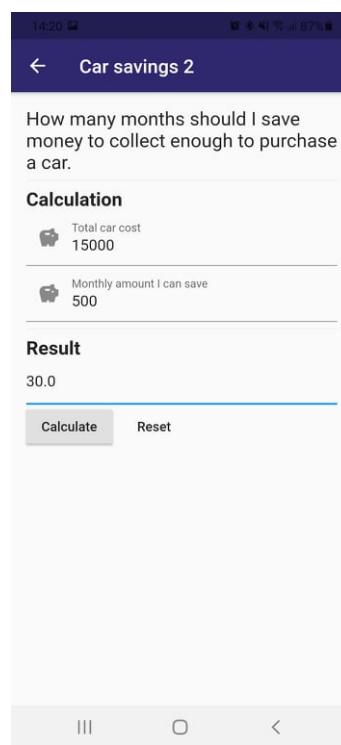 14:20
87%
Car savings 2
How many months should I save
money to collect enough to purchase
a car.
Calculation
Total car cost
15000
Monthly amount I can save
500
Result
30.0
Calculate Reset